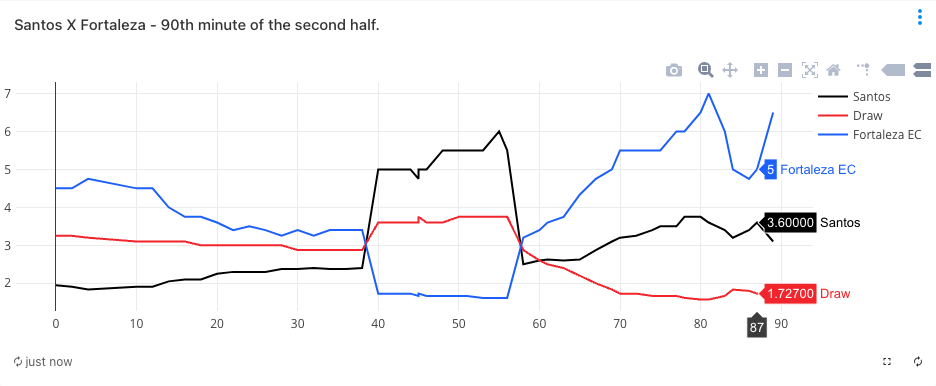 Santos X Fortaleza - 90th minute of the second half.
7
6
5
4
3
2
0 10 20 30 40 50 60 70 80 90
Santos
Draw
Fortaleza EC
5 Fortaleza EC
3.60000 Santos
1.72700 Draw
87
just now